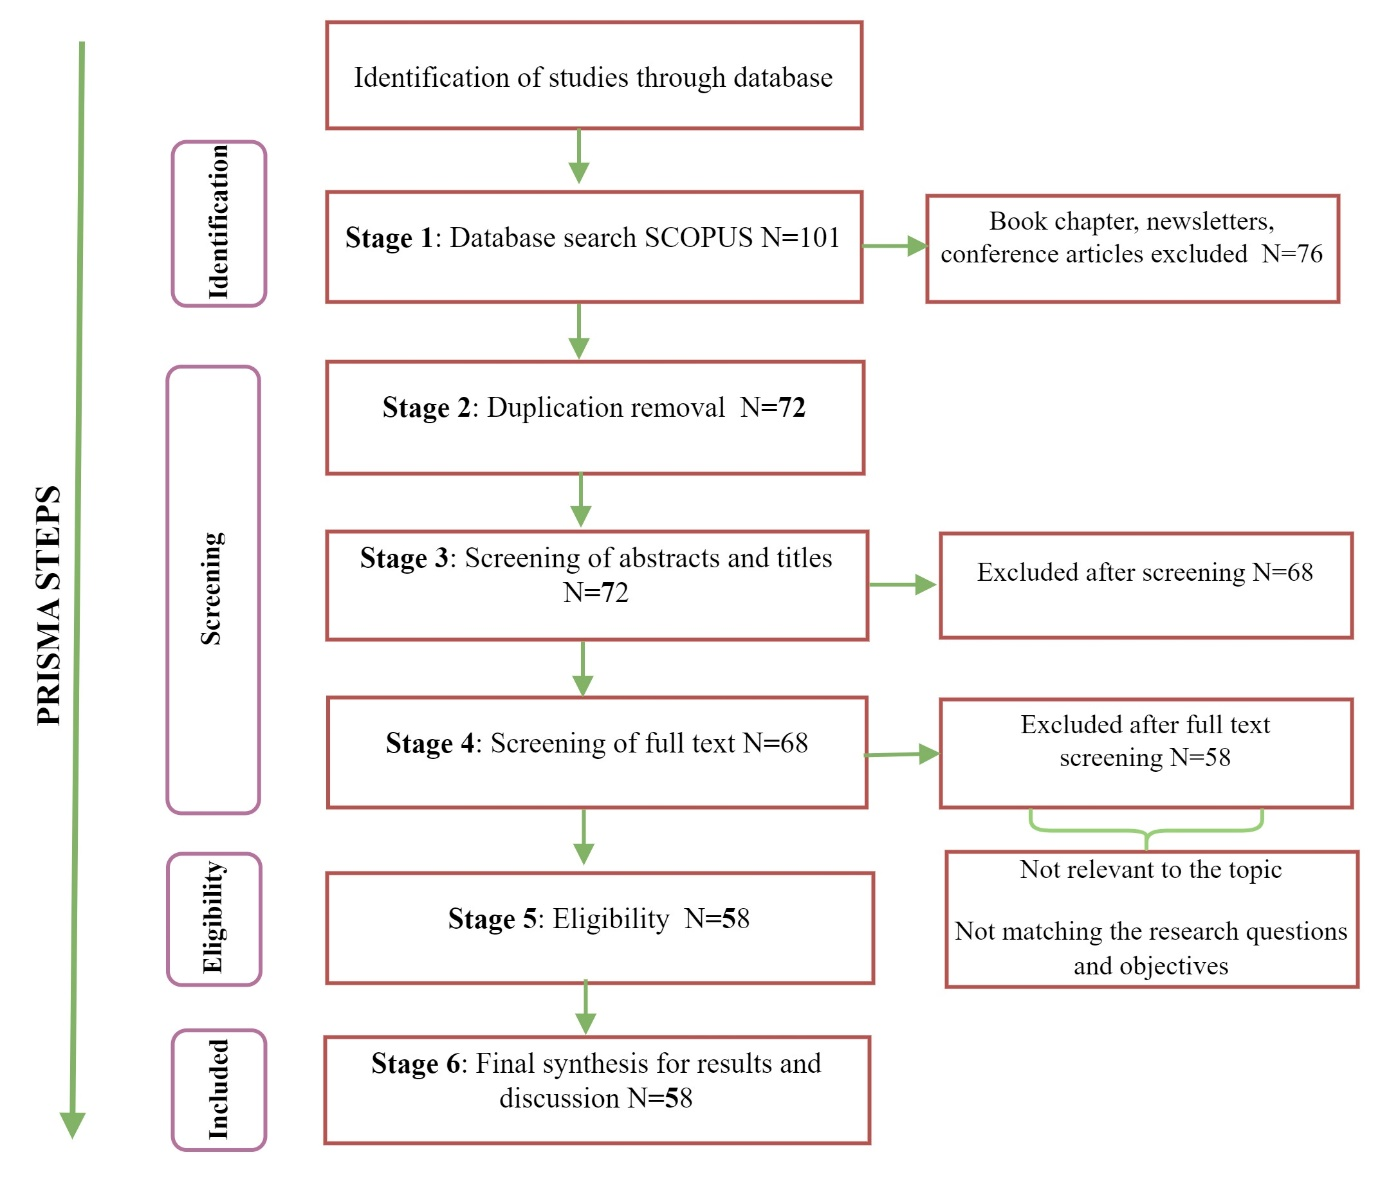 PRISMA STEPS
Identification of studies through database
Identification
Stage 1: Database search SCOPUS N=101
Book chapter, newsletters,
conference articles excluded N=76
Screening
Stage 2: Duplication removal N=72
Stage 3: Screening of abstracts and titles
N=72
Excluded after screening N=68
Stage 4: Screening of full text N=68
Excluded after full text
screening N=58
Not relevant to the topic
Not matching the research questions
and objectives
Eligibility
Stage 5: Eligibility N=58
Included
Stage 6: Final synthesis for results and
discussion N=58